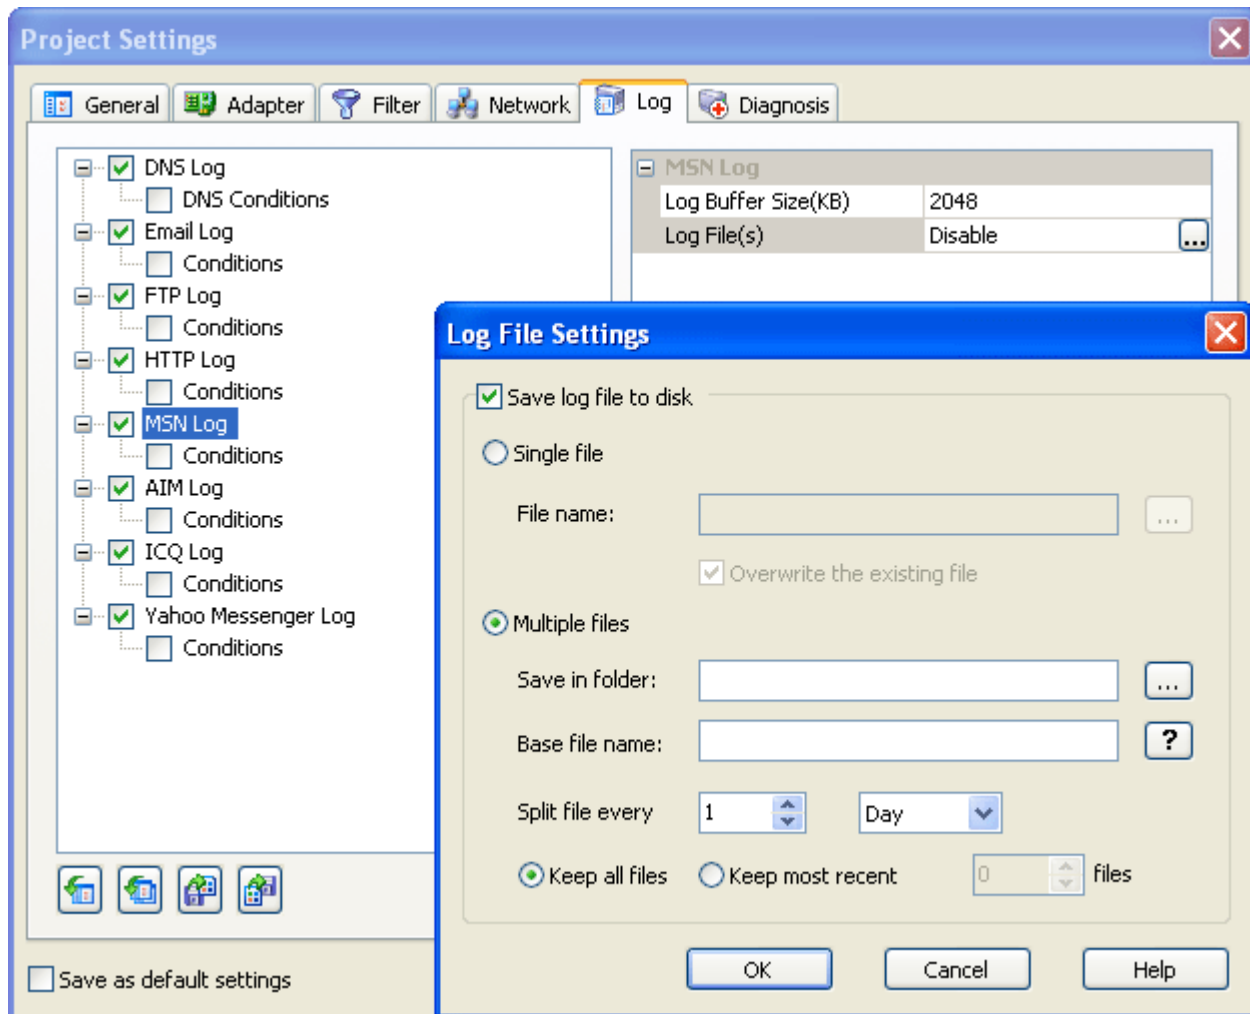 Project Settings
General Adapter Filter Network Log Diagnosis
DNS Log
DNS Conditions
Email Log
Conditions
FTP Log
Conditions
HTTP Log
Conditions
MSN Log
Conditions
AIM Log
Conditions
ICQ Log
Conditions
Yahoo Messenger Log
Conditions
MSN Log
Log Buffer Size(KB) 2048
Log File(s) Disable ...
Log File Settings
Save log file to disk
Single file
File name: ...
Overwrite the existing file
Multiple files
Save in folder: ...
Base file name: ?
Split file every 1 Day
Keep all files Keep most recent 0 files
OK Cancel Help
Save as default settings